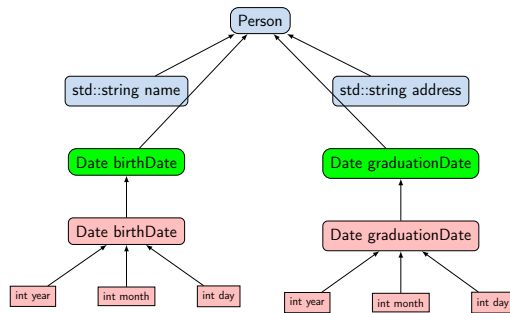 Person
std::string name
std::string address
Date birthDate
Date graduationDate
Date birthDate
Date graduationDate
int year
int month
int day
int year
int month
int day